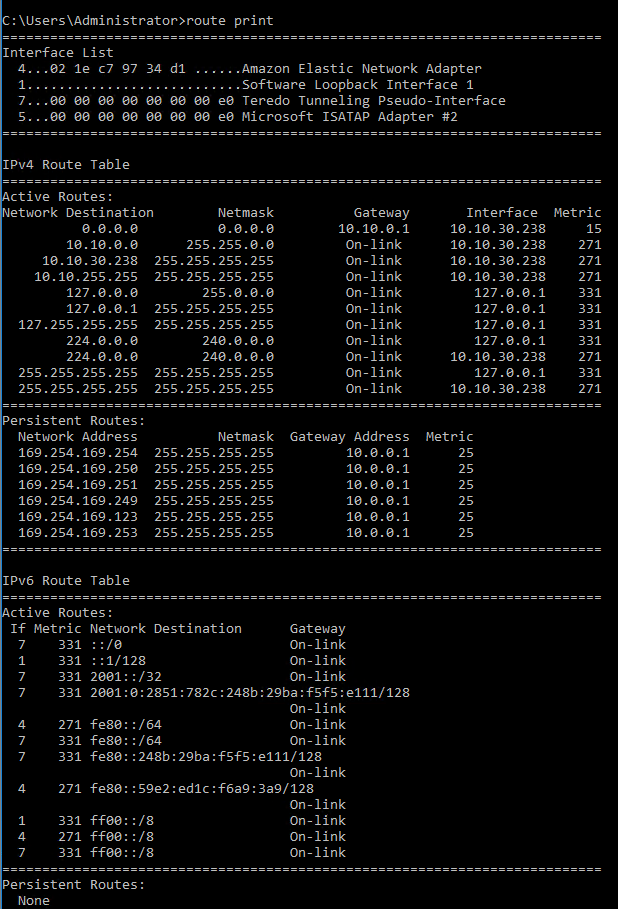 C:\Users\Administrator>route print
===========================================================================
Interface List
  4...02 1e c7 97 34 d1 ......Amazon Elastic Network Adapter
  1...........................Software Loopback Interface 1
  7...00 00 00 00 00 00 00 e0 Teredo Tunneling Pseudo-Interface
  5...00 00 00 00 00 00 00 e0 Microsoft ISATAP Adapter #2
===========================================================================

IPv4 Route Table
===========================================================================
Active Routes:
Network Destination        Netmask          Gateway       Interface  Metric
          0.0.0.0          0.0.0.0        10.10.0.1     10.10.30.238     15
        10.10.0.0      255.255.0.0         On-link      10.10.30.238    271
     10.10.30.238  255.255.255.255         On-link      10.10.30.238    271
    10.10.255.255  255.255.255.255         On-link      10.10.30.238    271
        127.0.0.0        255.0.0.0         On-link         127.0.0.1    331
        127.0.0.1  255.255.255.255         On-link         127.0.0.1    331
  127.255.255.255  255.255.255.255         On-link         127.0.0.1    331
        224.0.0.0        240.0.0.0         On-link         127.0.0.1    331
        224.0.0.0        240.0.0.0         On-link      10.10.30.238    271
  255.255.255.255  255.255.255.255         On-link         127.0.0.1    331
  255.255.255.255  255.255.255.255         On-link      10.10.30.238    271
===========================================================================
Persistent Routes:
  Network Address          Netmask  Gateway Address  Metric
  169.254.169.254  255.255.255.255         10.0.0.1      25
  169.254.169.250  255.255.255.255         10.0.0.1      25
  169.254.169.251  255.255.255.255         10.0.0.1      25
  169.254.169.249  255.255.255.255         10.0.0.1      25
  169.254.169.123  255.255.255.255         10.0.0.1      25
  169.254.169.253  255.255.255.255         10.0.0.1      25
===========================================================================

IPv6 Route Table
===========================================================================
Active Routes:
 If Metric Network Destination      Gateway
  7    331 ::/0                     On-link
  1    331 ::1/128                  On-link
  7    331 2001::/32                On-link
  7    331 2001:0:2851:782c:248b:29ba:f5f5:e111/128
                                    On-link
  4    271 fe80::/64                On-link
  7    331 fe80::/64                On-link
  7    331 fe80::248b:29ba:f5f5:e111/128
                                    On-link
  4    271 fe80::59e2:ed1c:f6a9:3a9/128
                                    On-link
  1    331 ff00::/8                 On-link
  4    271 ff00::/8                 On-link
  7    331 ff00::/8                 On-link
===========================================================================
Persistent Routes:
  None